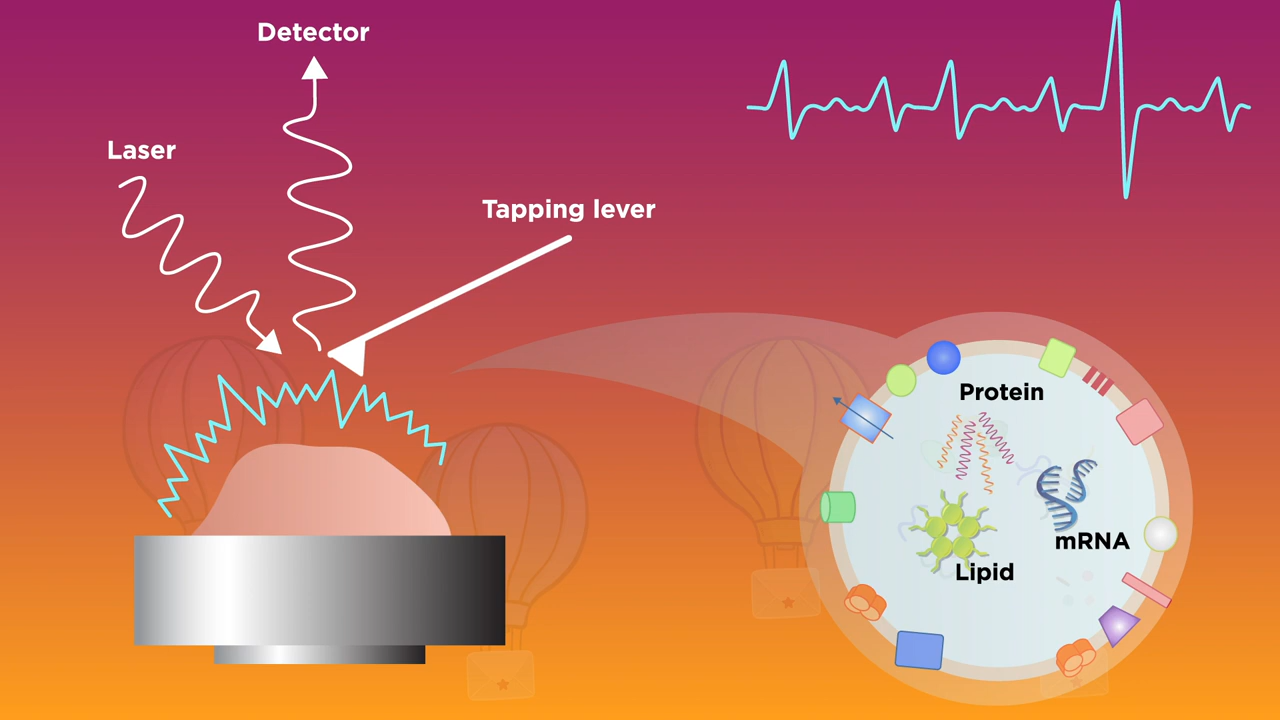 Detector
Laser
Tapping lever
Protein
mRNA
Lipid